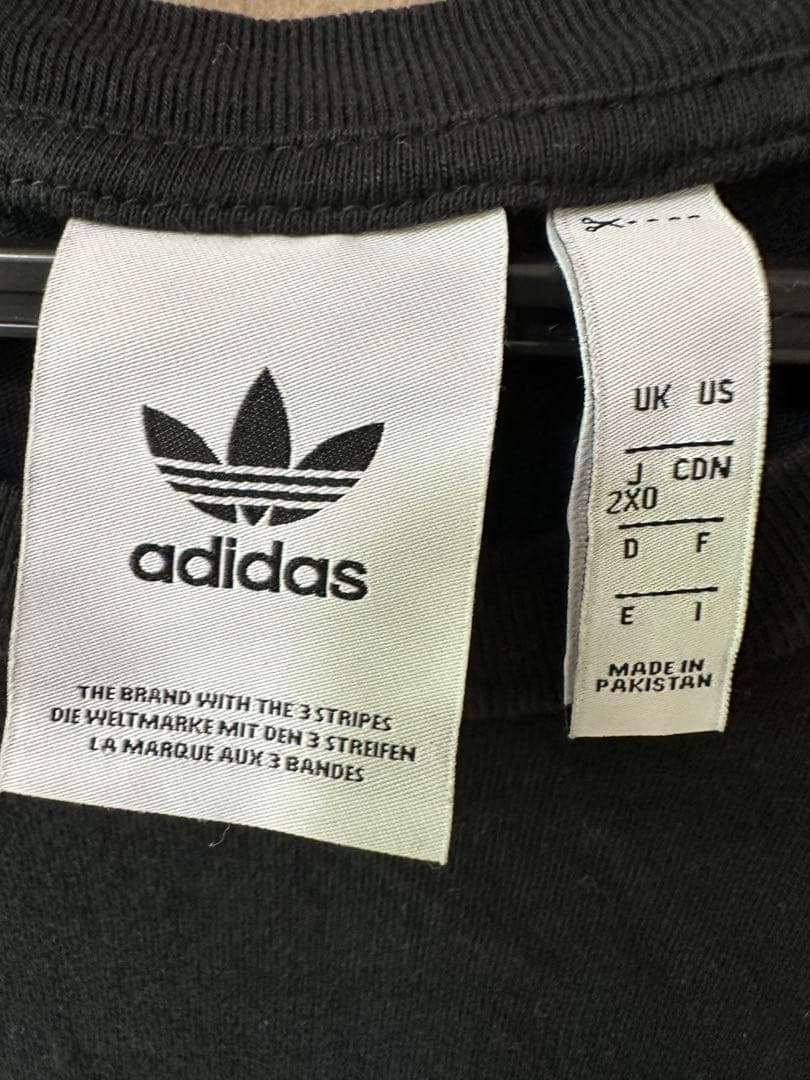 adidas
THE BRAND WITH THE 3 STRIPES
DIE WELTMARKE MIT DEN 3 STREIFEN
LA MARQUE AUX 3 BANDES
UK US
J CDN
2XO
D F
E I
MADE IN
PAKISTAN